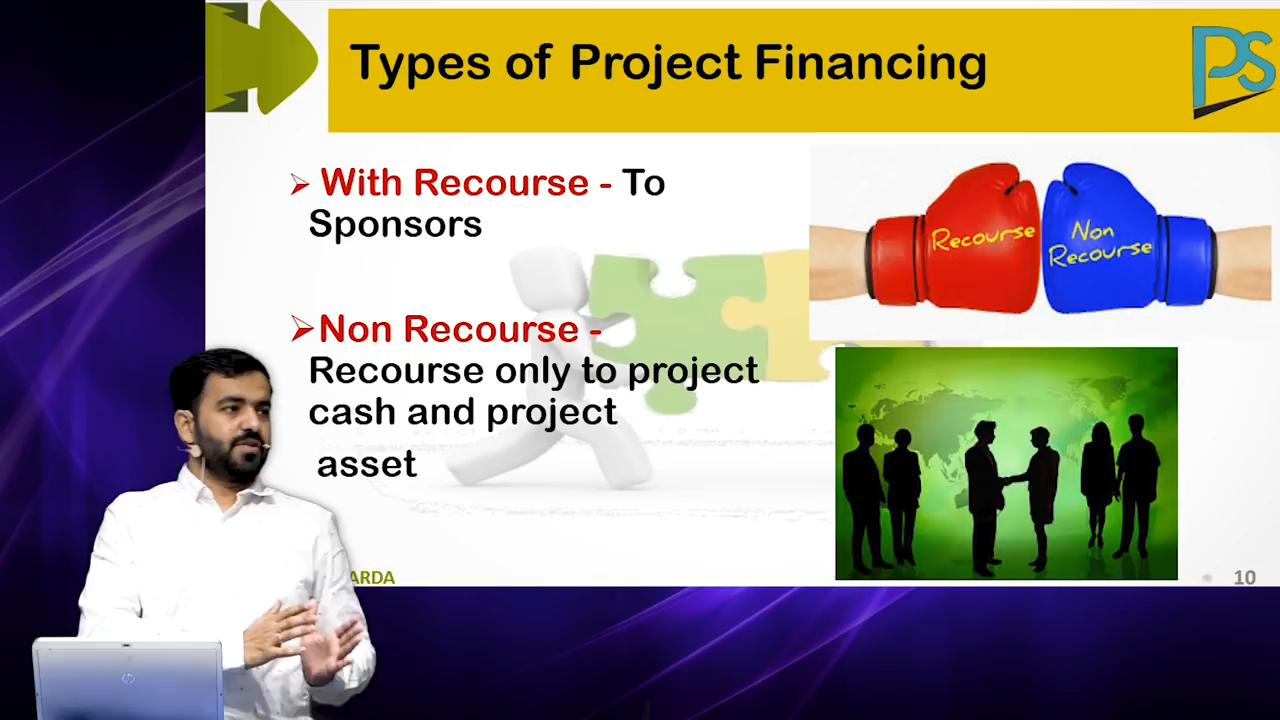 Types of Project Financing
PS
➢ With Recourse - To
Sponsors
➢Non Recourse -
Recourse only to project
cash and project
asset
Recourse
Non
Recourse
ARDA
10
hp